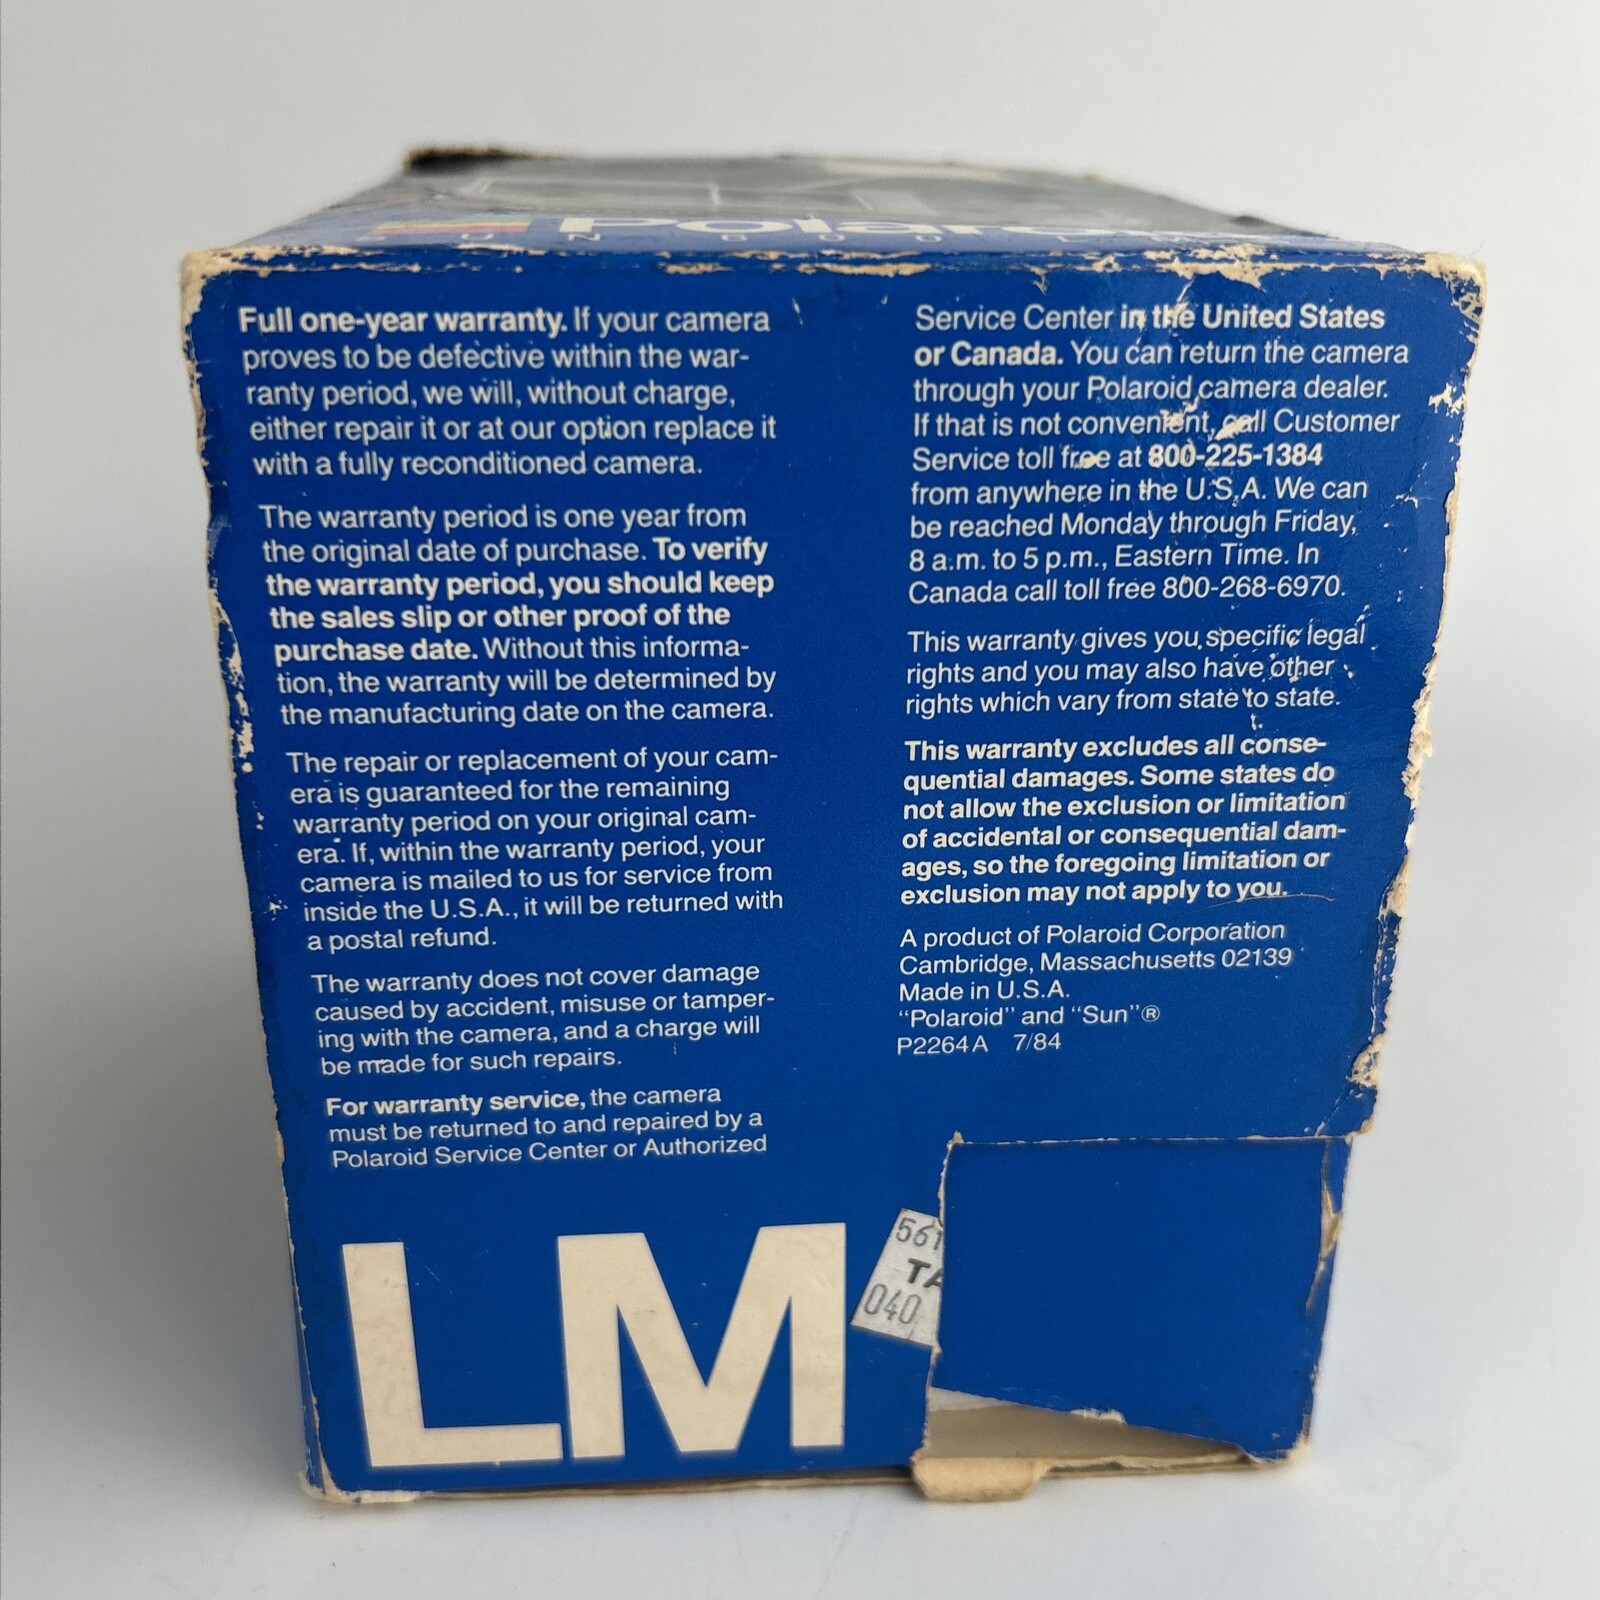 Polaroid
SUN 600 LM
Full one-year warranty. If your camera
proves to be defective within the war-
ranty period, we will, without charge,
either repair it or at our option replace it
with a fully reconditioned camera.
The warranty period is one year from
the original date of purchase. To verify
the warranty period, you should keep
the sales slip or other proof of the
purchase date. Without this informa-
tion, the warranty will be determined by
the manufacturing date on the camera.
The repair or replacement of your cam-
era is guaranteed for the remaining
warranty period on your original cam-
era. If, within the warranty period, your
camera is mailed to us for service from
inside the U.S.A., it will be returned with
a postal refund.
The warranty does not cover damage
caused by accident, misuse or tamper-
ing with the camera, and a charge will
be made for such repairs.
For warranty service, the camera
must be returned to and repaired by a
Polaroid Service Center or Authorized
Service Center in the United States
or Canada. You can return the camera
through your Polaroid camera dealer.
If that is not convenient, call Customer
Service toll free at 800-225-1384
from anywhere in the U.S.A. We can
be reached Monday through Friday,
8 a.m. to 5 p.m., Eastern Time. In
Canada call toll free 800-268-6970.
This warranty gives you specific legal
rights and you may also have other
rights which vary from state to state.
This warranty excludes all conse-
quential damages. Some states do
not allow the exclusion or limitation
of accidental or consequential dam-
ages, so the foregoing limitation or
exclusion may not apply to you.
A product of Polaroid Corporation
Cambridge, Massachusetts 02139
Made in U.S.A.
“Polaroid” and “Sun”®
P2264A 7/84
LM
561
TA
040